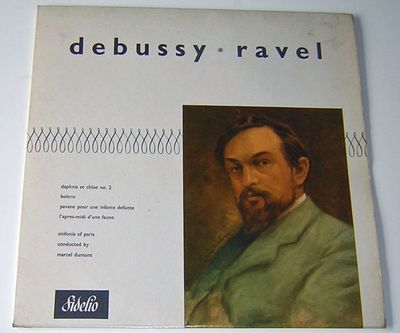 debussy • ravel
daphnis et chloe no. 2
bolero
pavane pour une infante defunte
l'apres-midi d'une faune
sinfonia of paris
conducted by
marcel dumont
Fidelio